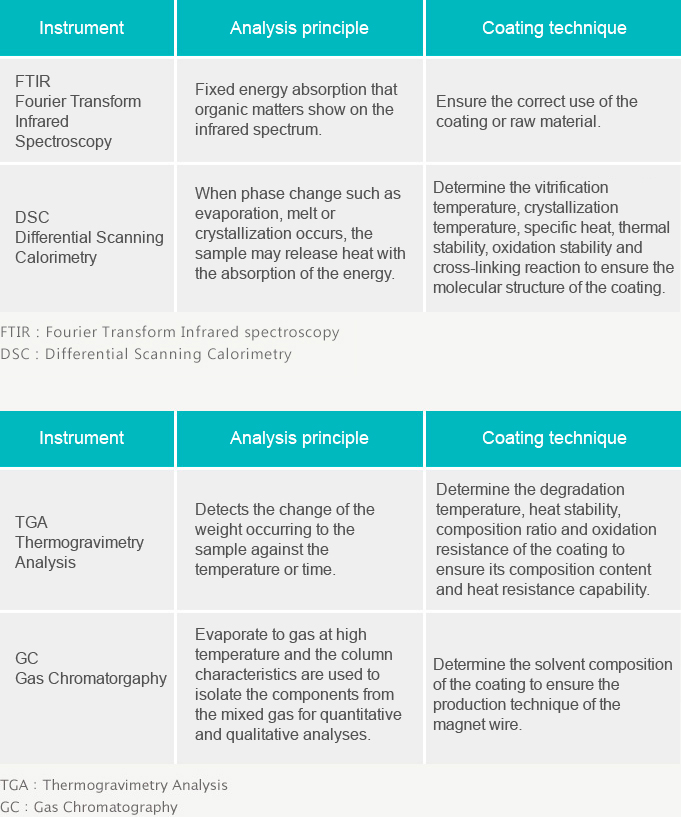 Instrument
Analysis principle
Coating technique
FTIR
Fourier Transform
Infrared
Spectroscopy
Fixed energy absorption that
organic matters show on the
infrared spectrum.
Ensure the correct use of the
coating or raw material.
DSC
Differential Scanning
Calorimetry
When phase change such as
evaporation, melt or
crystallization occurs, the
sample may release heat with
the absorption of the energy.
Determine the vitrification
temperature, crystallization
temperature, specific heat, thermal
stability, oxidation stability and
cross-linking reaction to ensure the
molecular structure of the coating.
FTIR : Fourier Transform Infrared spectroscopy
DSC : Differential Scanning Calorimetry
Instrument
Analysis principle
Coating technique
TGA
Thermogravimetry
Analysis
Detects the change of the
weight occurring to the
sample against the
temperature or time.
Determine the degradation
temperature, heat stability,
composition ratio and oxidation
resistance of the coating to
ensure its composition content
and heat resistance capability.
GC
Gas Chromatorgaphy
Evaporate to gas at high
temperature and the column
characteristics are used to
isolate the components from
the mixed gas for quantitative
and qualitative analyses.
Determine the solvent composition
of the coating to ensure the
production technique of the
magnet wire.
TGA : Thermogravimetry Analysis
GC : Gas Chromatography